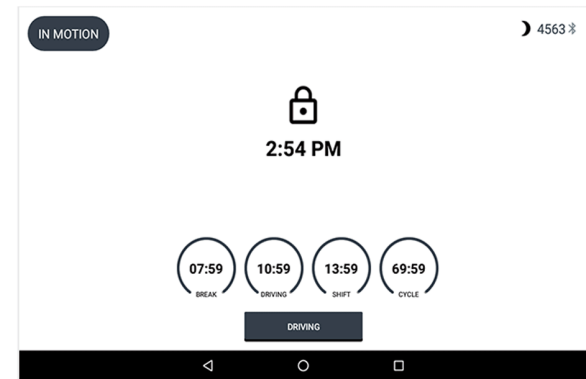 IN MOTION
4563
2:54 PM
07:59 10:59 13:59 69:59
BREAK DRIVING SHIFT CYCLE
DRIVING